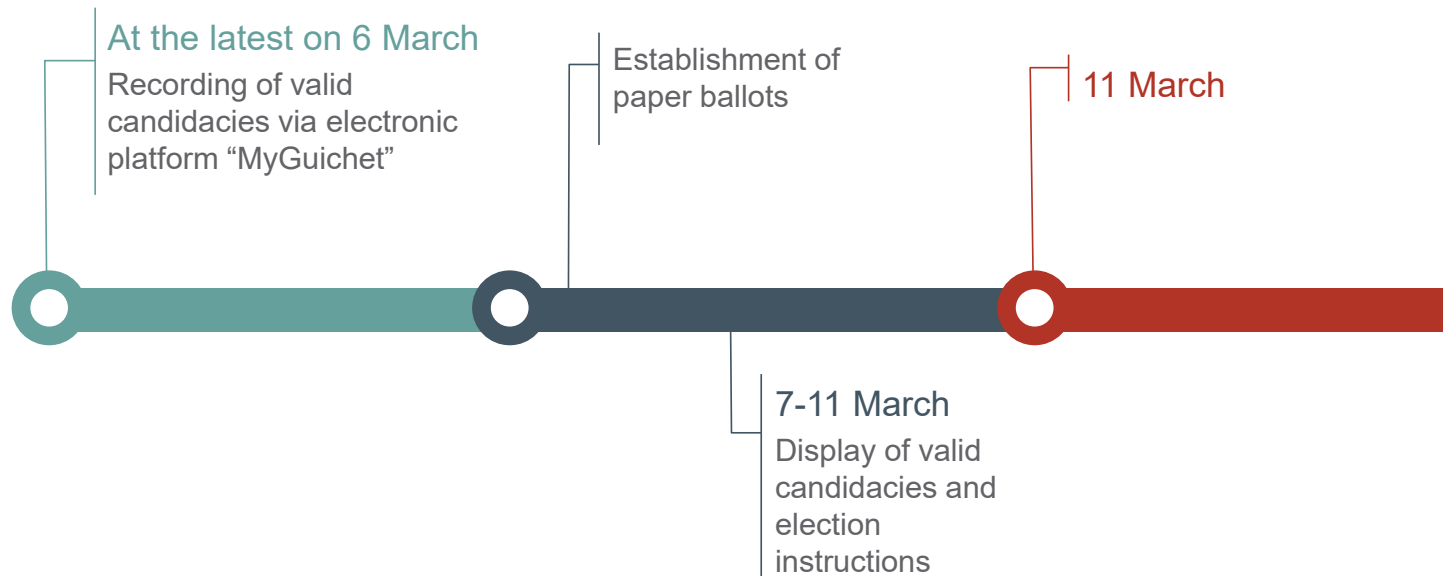 At the latest on 6 March
Recording of valid
candidacies via electronic
platform “MyGuichet”
Establishment of
paper ballots
11 March
7-11 March
Display of valid
candidacies and
election
instructions